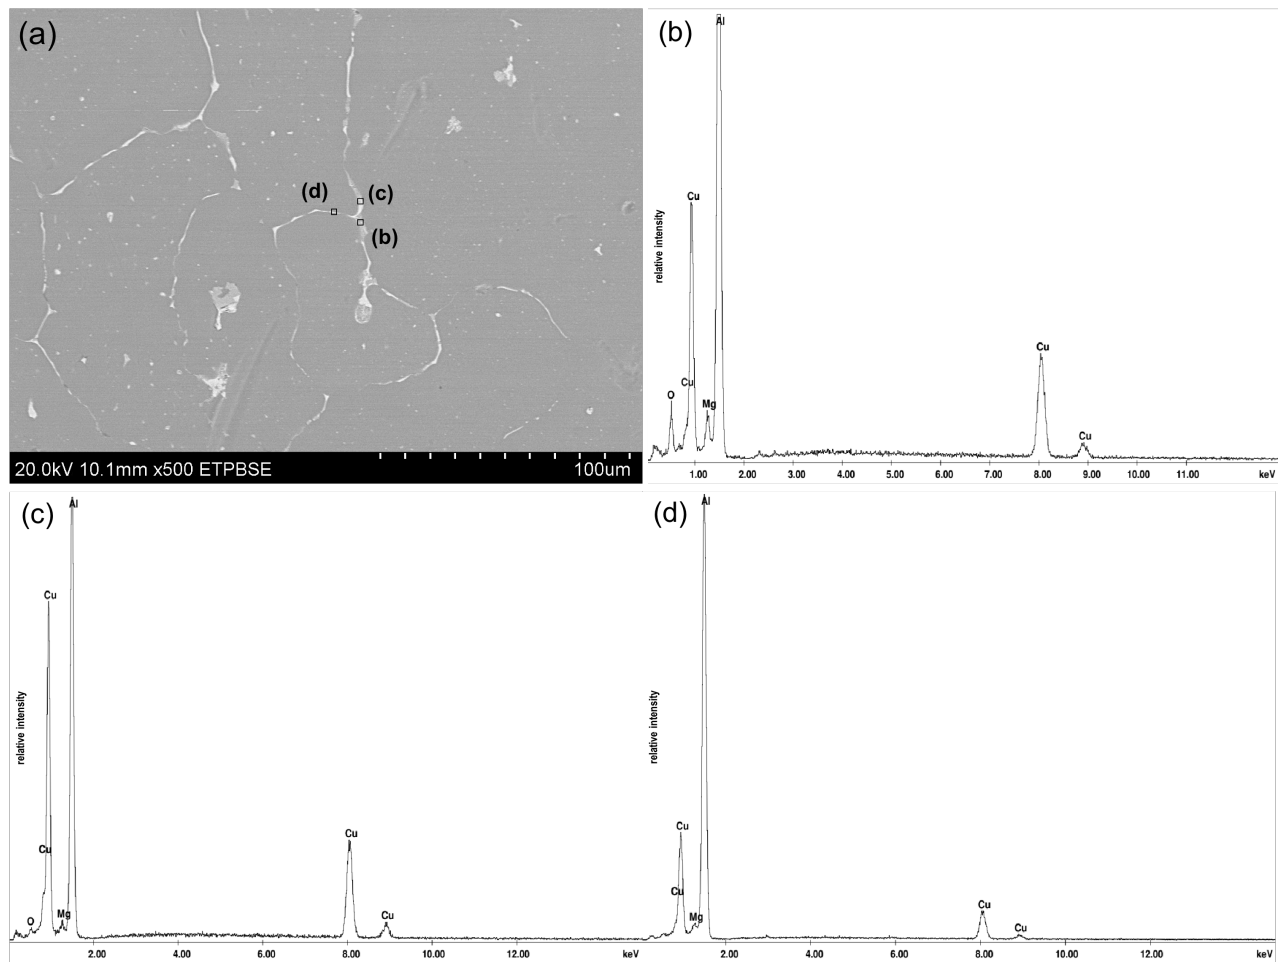 (a)
(d)
(c)
(b)
20.0kV 10.1mm x500 ETPBSE 100um
(b)
Al
Cu
relative intensity
Cu
Cu
O
Mg
Cu
1.00 2.00 3.00 4.00 5.00 6.00 7.00 8.00 9.00 10.00 11.00 keV
(c)
Al
Cu
relative intensity
Cu
Cu
O
Mg
Cu
2.00 4.00 6.00 8.00 10.00 12.00 keV
(d)
Al
relative intensity
Cu
Cu
Mg
Cu
Cu
2.00 4.00 6.00 8.00 10.00 12.00 keV